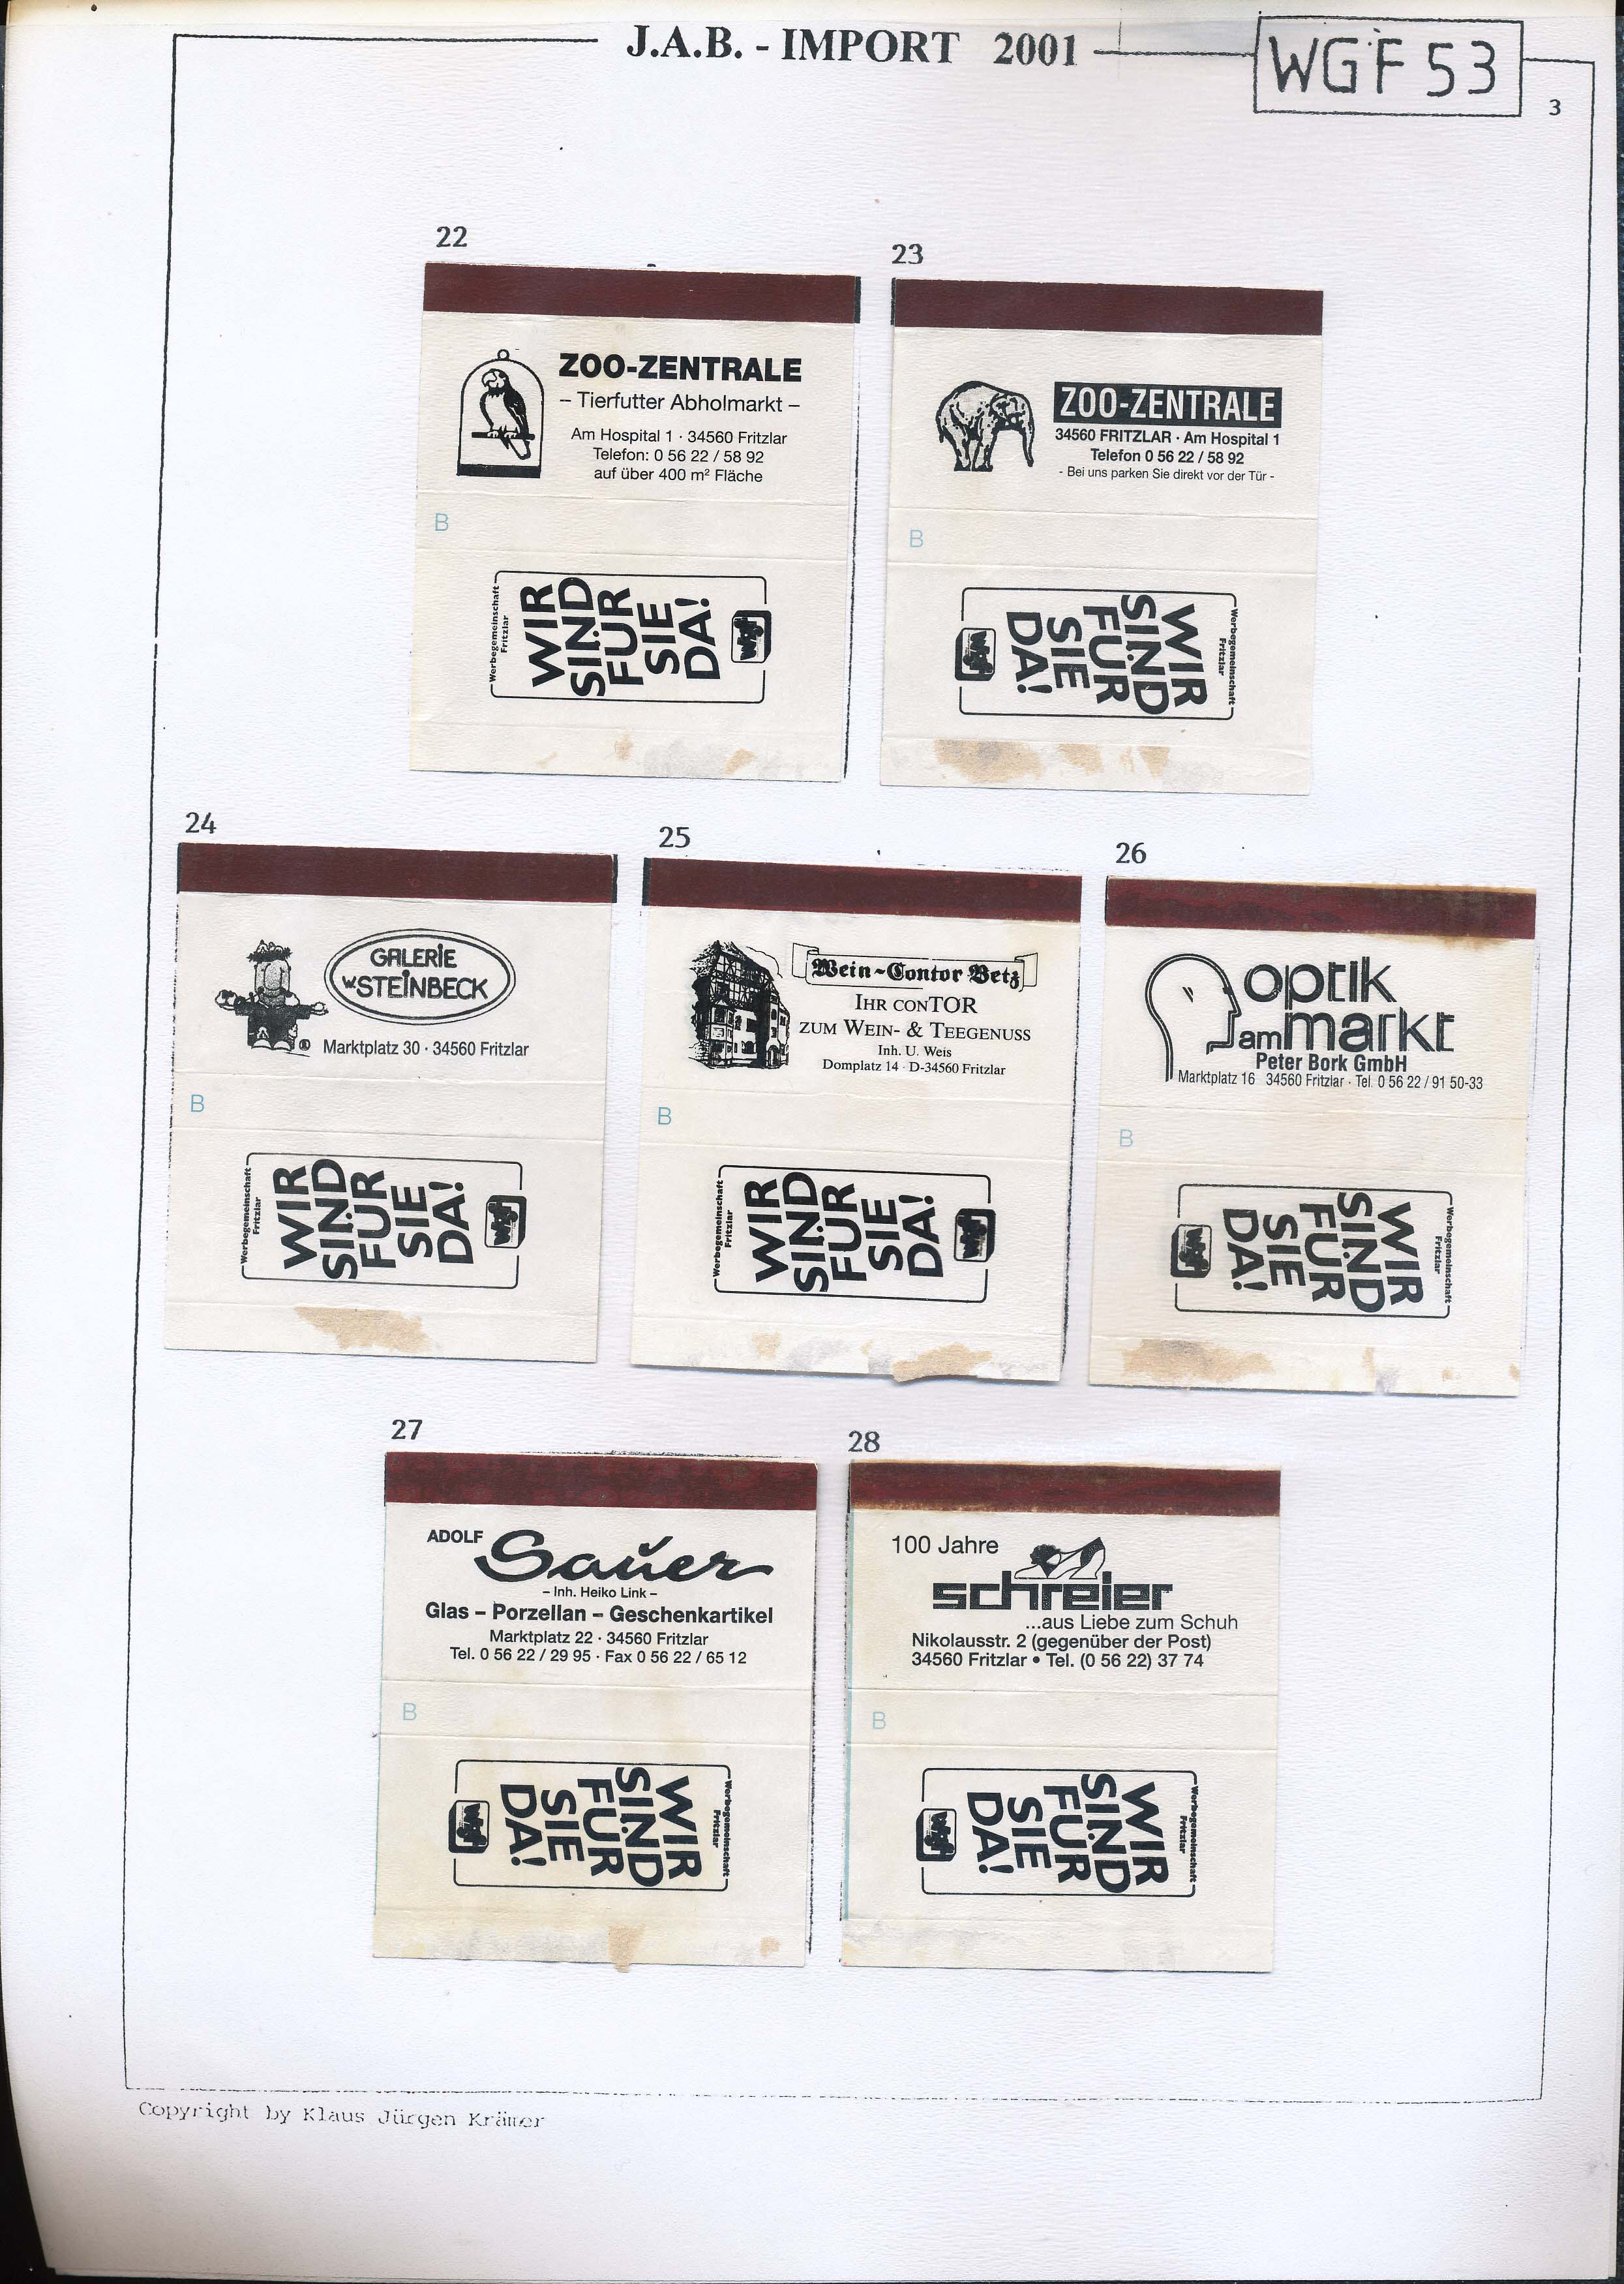 J.A.B. - IMPORT 2001
WGF 53
3
22
ZOO-ZENTRALE
– Tierfutter Abholmarkt –
Am Hospital 1 · 34560 Fritzlar
Telefon: 0 56 22 / 58 92
auf über 400 m² Fläche
B
Werbegemeinschaft
Fritzlar
WIR
SIND
FÜR
SIE
DA!
wgf
23
ZOO-ZENTRALE
34560 FRITZLAR · Am Hospital 1
Telefon 0 56 22 / 58 92
- Bei uns parken Sie direkt vor der Tür -
B
Werbegemeinschaft
Fritzlar
WIR
SIND
FÜR
SIE
DA!
wgf
24
GALERIE
W. STEINBECK
®
Marktplatz 30 · 34560 Fritzlar
B
Werbegemeinschaft
Fritzlar
WIR
SIND
FÜR
SIE
DA!
wgf
25
Wein~Contor Betz
IHR CONTOR
ZUM WEIN- & TEEGENUSS
Inh. U. Weis
Domplatz 14 · D-34560 Fritzlar
B
Werbegemeinschaft
Fritzlar
WIR
SIND
FÜR
SIE
DA!
wgf
26
optik
am markt
Peter Bork GmbH
Marktplatz 16 34560 Fritzlar · Tel. 0 56 22 / 91 50-33
B
Werbegemeinschaft
Fritzlar
WIR
SIND
FÜR
SIE
DA!
wgf
27
ADOLF Sauer
– Inh. Heiko Link –
Glas – Porzellan – Geschenkartikel
Marktplatz 22 · 34560 Fritzlar
Tel. 0 56 22 / 29 95 · Fax 0 56 22 / 65 12
B
Werbegemeinschaft
Fritzlar
WIR
SIND
FÜR
SIE
DA!
wgf
28
100 Jahre
schreier
...aus Liebe zum Schuh
Nikolausstr. 2 (gegenüber der Post)
34560 Fritzlar • Tel. (0 56 22) 37 74
B
Werbegemeinschaft
Fritzlar
WIR
SIND
FÜR
SIE
DA!
wgf
Copyright by Klaus Jürgen Krämer